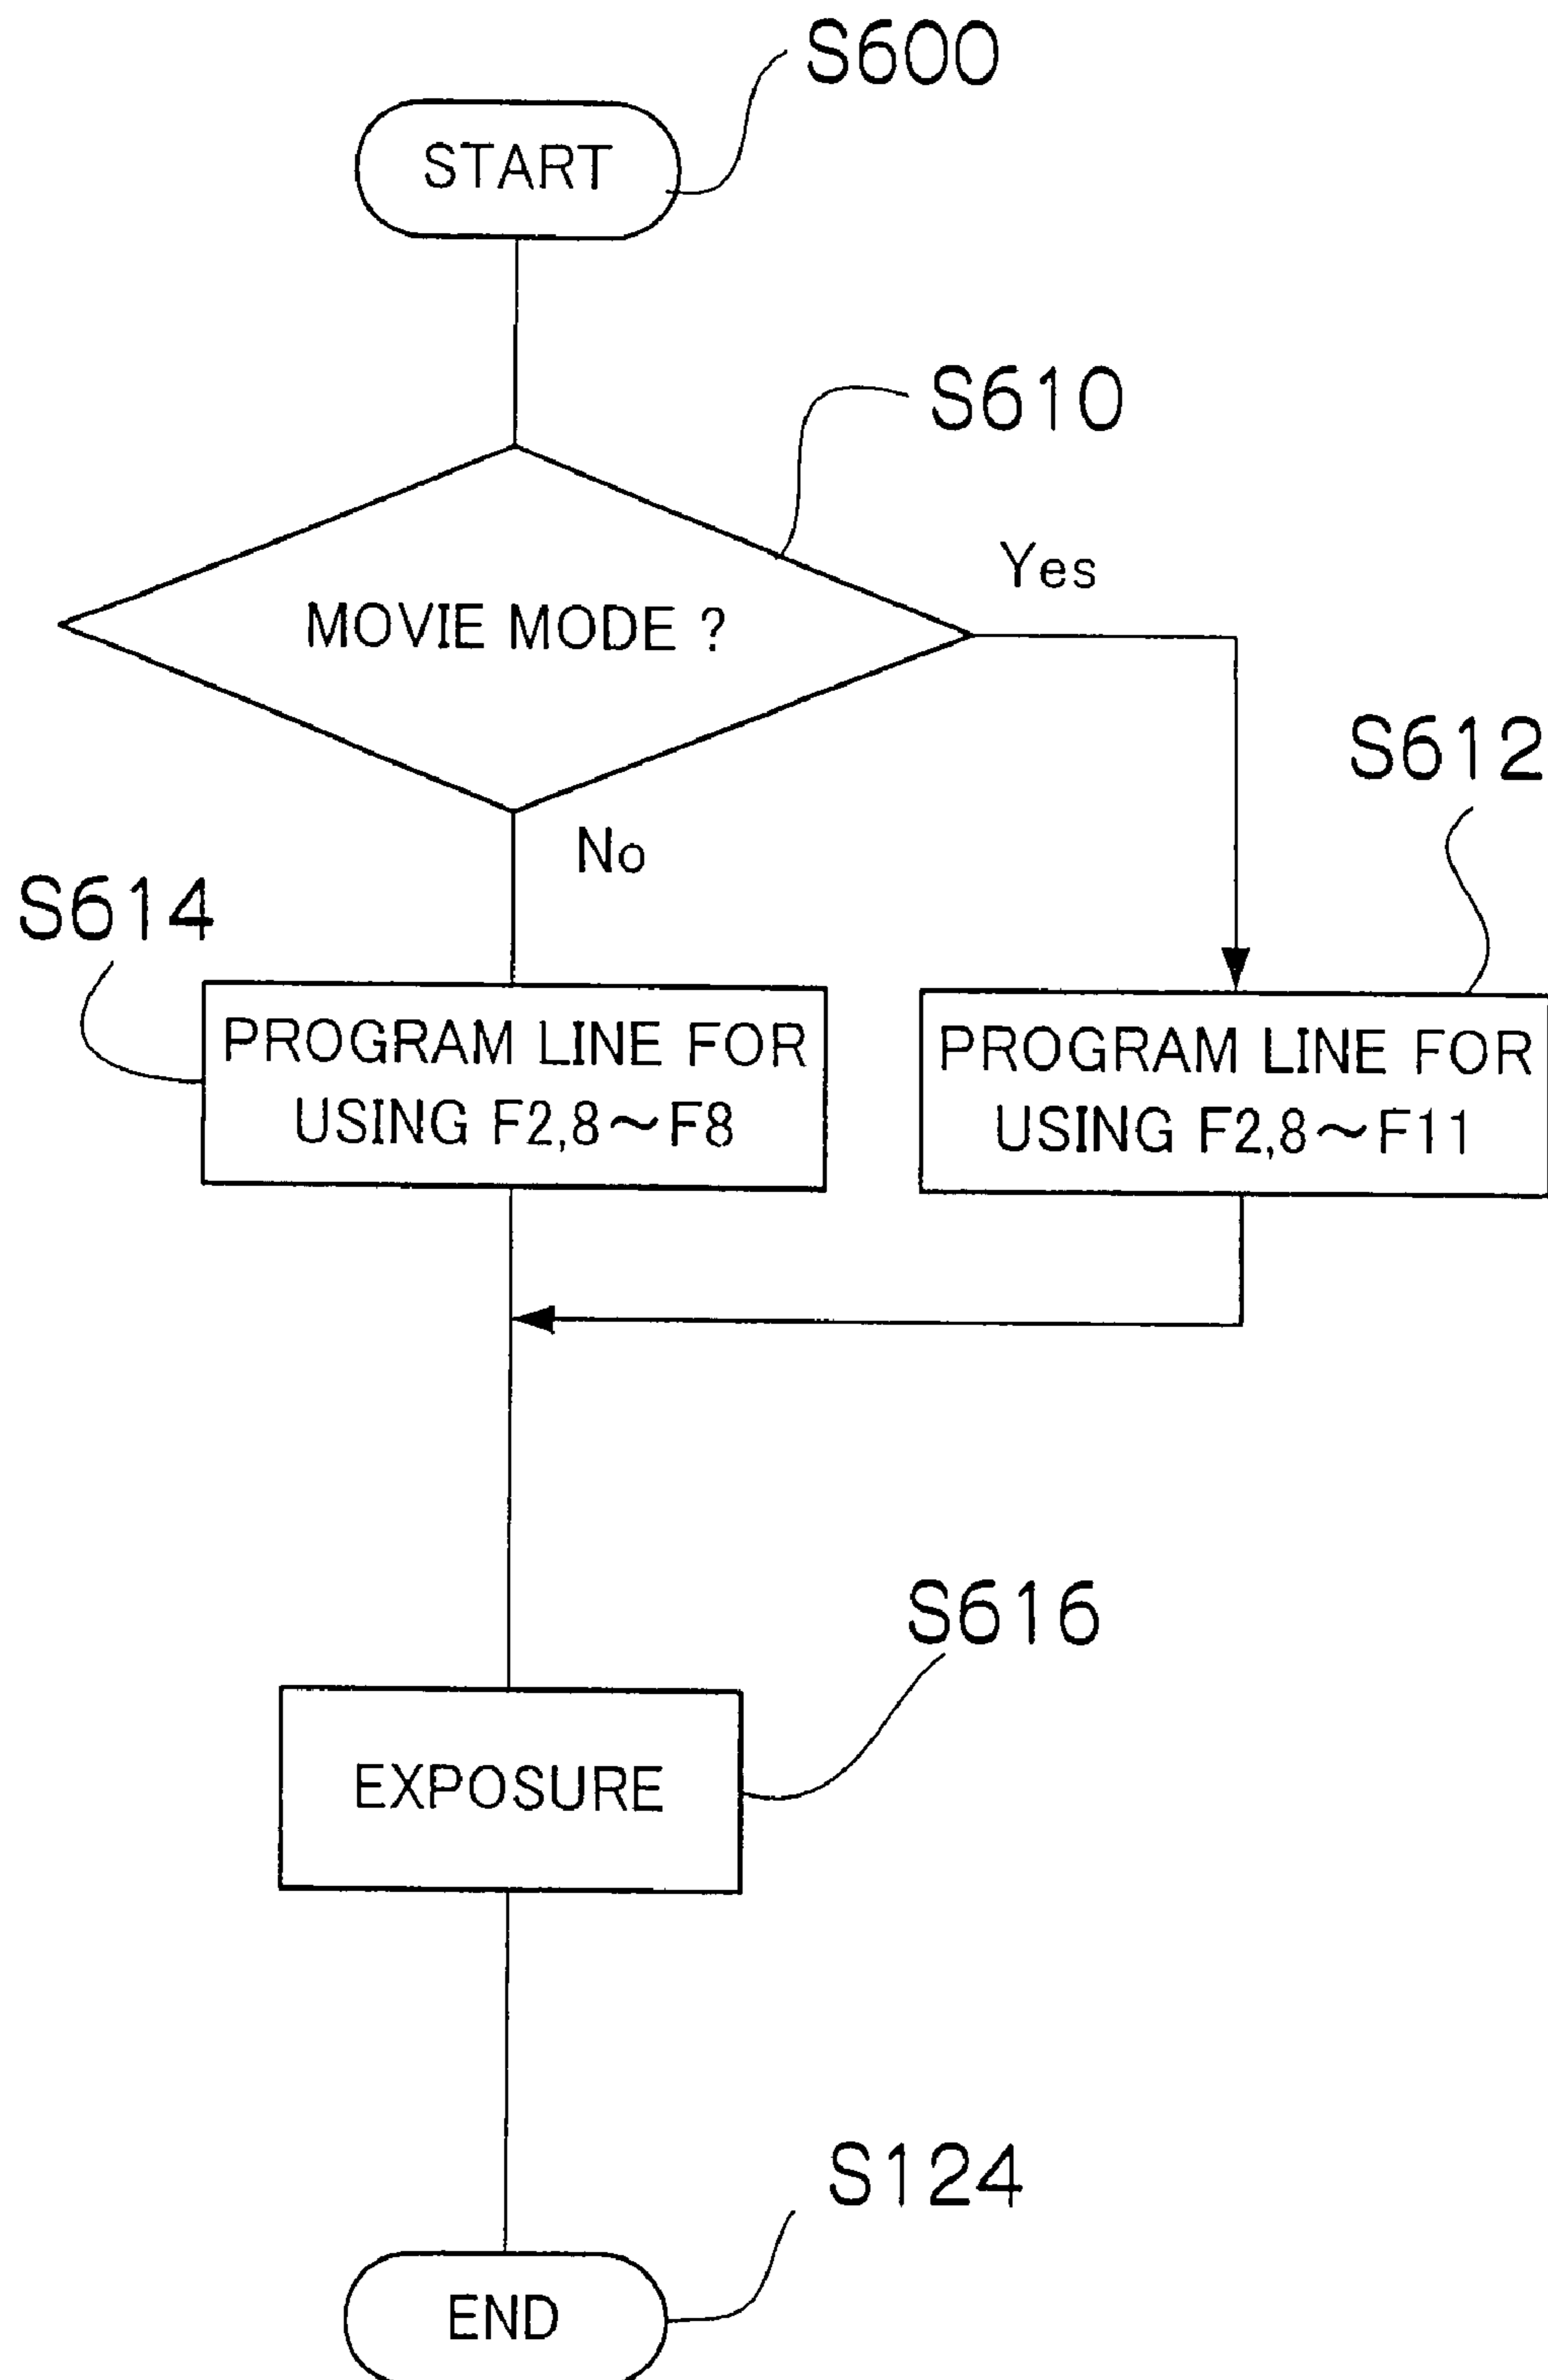 S600
START
S610
MOVIE MODE ?
Yes
No
S612
S614
PROGRAM LINE FOR
USING F2,8～F8
PROGRAM LINE FOR
USING F2,8～F11
S616
EXPOSURE
S124
END